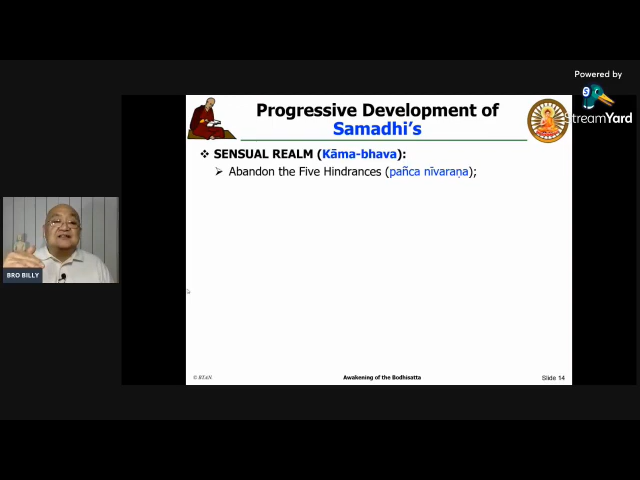 Powered by
StreamYard
Progressive Development of
Samadhi's
❖ SENSUAL REALM (Kāma-bhava):
➢ Abandon the Five Hindrances (pañca nīvaraṇa);
BRO BILLY
© BTAN
Awakening of the Bodhisatta
Slide 14